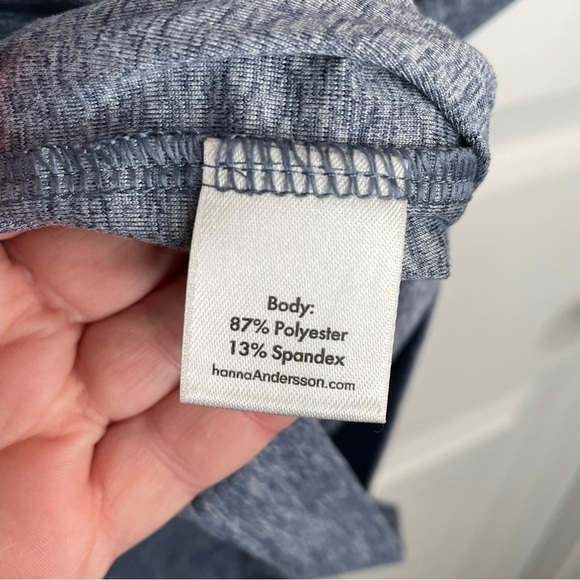 Body:
87% Polyester
13% Spandex
hannaAndersson.com